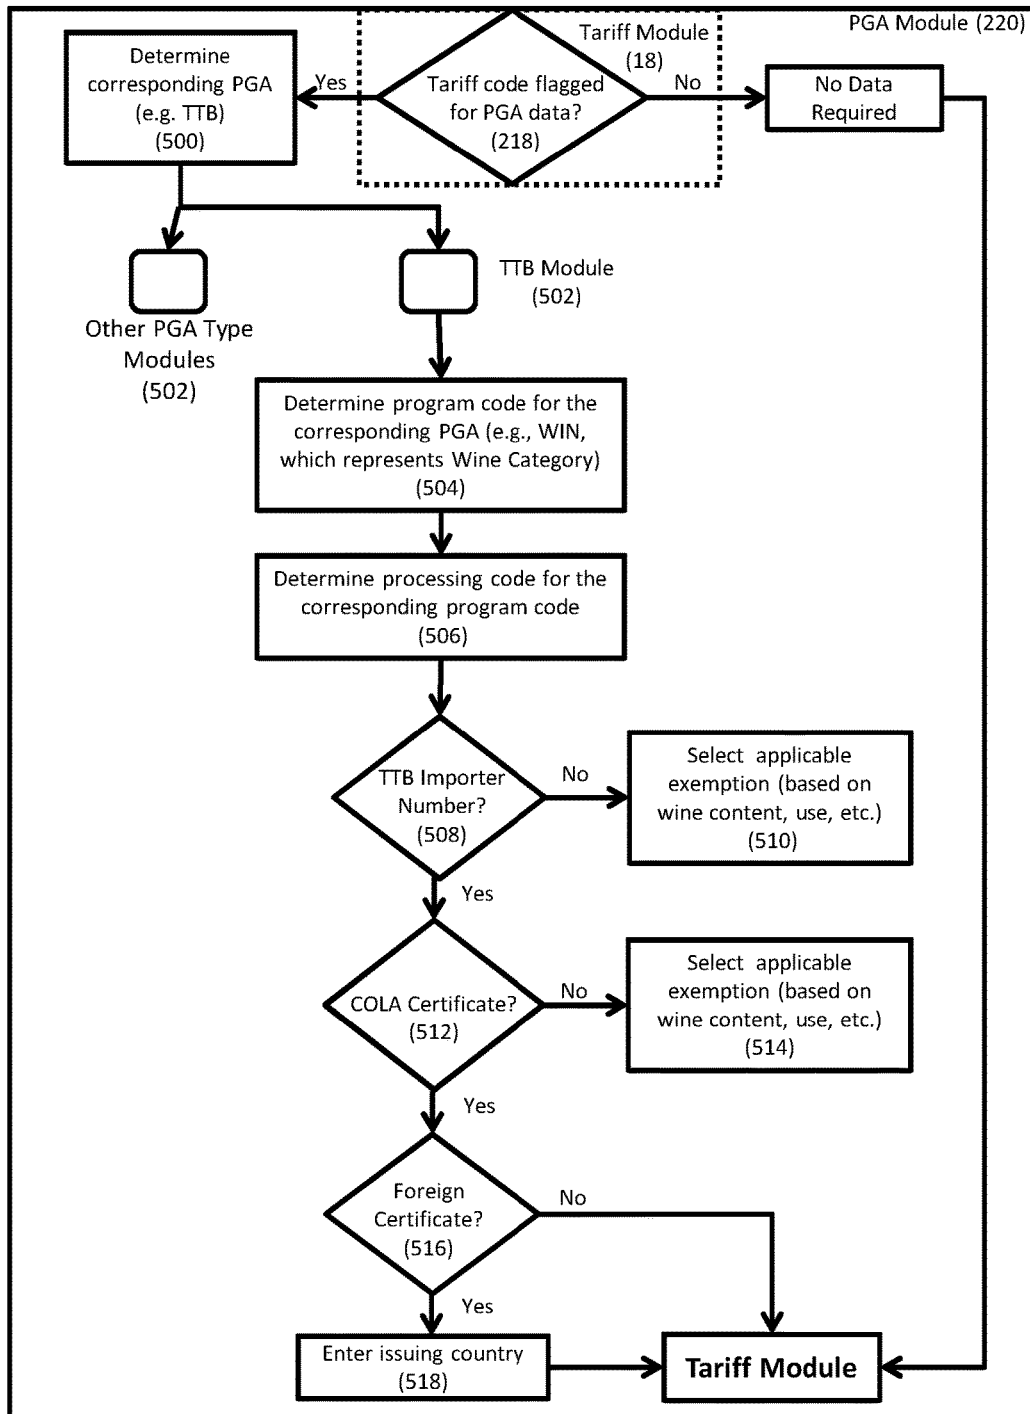 PGA Module (220)
Tariff Module
(18)
Determine
corresponding PGA
(e.g. TTB)
(500)
Yes
Tariff code flagged
for PGA data?
(218)
No
No Data
Required
TTB Module
(502)
Other PGA Type
Modules
(502)
Determine program code for the
corresponding PGA (e.g., WIN,
which represents Wine Category)
(504)
Determine processing code for the
corresponding program code
(506)
TTB Importer
Number?
(508)
No
Select applicable
exemption (based on
wine content, use, etc.)
(510)
Yes
COLA Certificate?
(512)
No
Select applicable
exemption (based on
wine content, use, etc.)
(514)
Yes
Foreign
Certificate?
(516)
No
Yes
Enter issuing country
(518)
Tariff Module